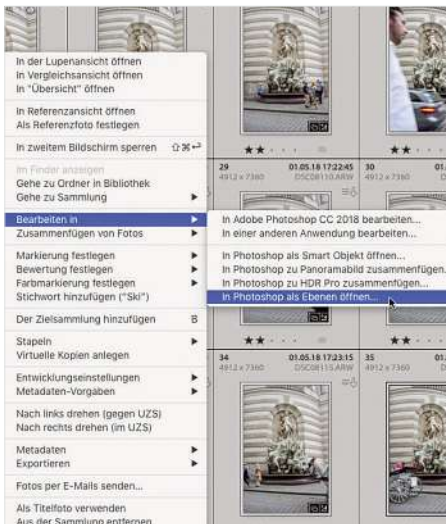 In der Lupenansicht öffnen
In Vergleichsansicht öffnen
In "Übersicht" öffnen
In Referenzansicht öffnen
Als Referenzfoto festlegen
In zweitem Bildschirm sperren ⇧⌘↩
Im Finder anzeigen
Gehe zu Ordner in Bibliothek
Gehe zu Sammlung
Bearbeiten in
Zusammenfügen von Fotos
Markierung festlegen
Bewertung festlegen
Farbmarkierung festlegen
Stichwort hinzufügen ("Ski")
Der Zielsammlung hinzufügen B
Stapeln
Virtuelle Kopien anlegen
Entwicklungseinstellungen
Metadaten-Vorgaben
Nach links drehen (gegen UZS)
Nach rechts drehen (im UZS)
Metadaten
Exportieren
Fotos per E-Mails senden...
Als Titelfoto verwenden
Aus der Sammlung entfernen
In Adobe Photoshop CC 2018 bearbeiten...
In einer anderen Anwendung bearbeiten...
In Photoshop als Smart Objekt öffnen...
In Photoshop zu Panoramabild zusammenfügen...
In Photoshop zu HDR Pro zusammenfügen...
In Photoshop als Ebenen öffnen...
29 01.05.18 17:22:45
4912 x 7360 DSC08110.ARW
30 01.
4912 x 7360
34 01.05.18 17:23:15
4912 x 7360 DSC08115.ARW
35 01.
4912 x 7360